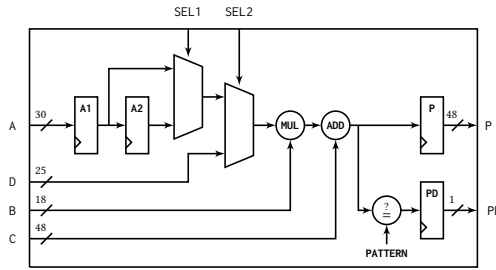 SEL1 SEL2
A 30 A1 A2 P 48 P
MUL ADD
D 25
B 18 PD 1
C 48
?
=
PATTERN